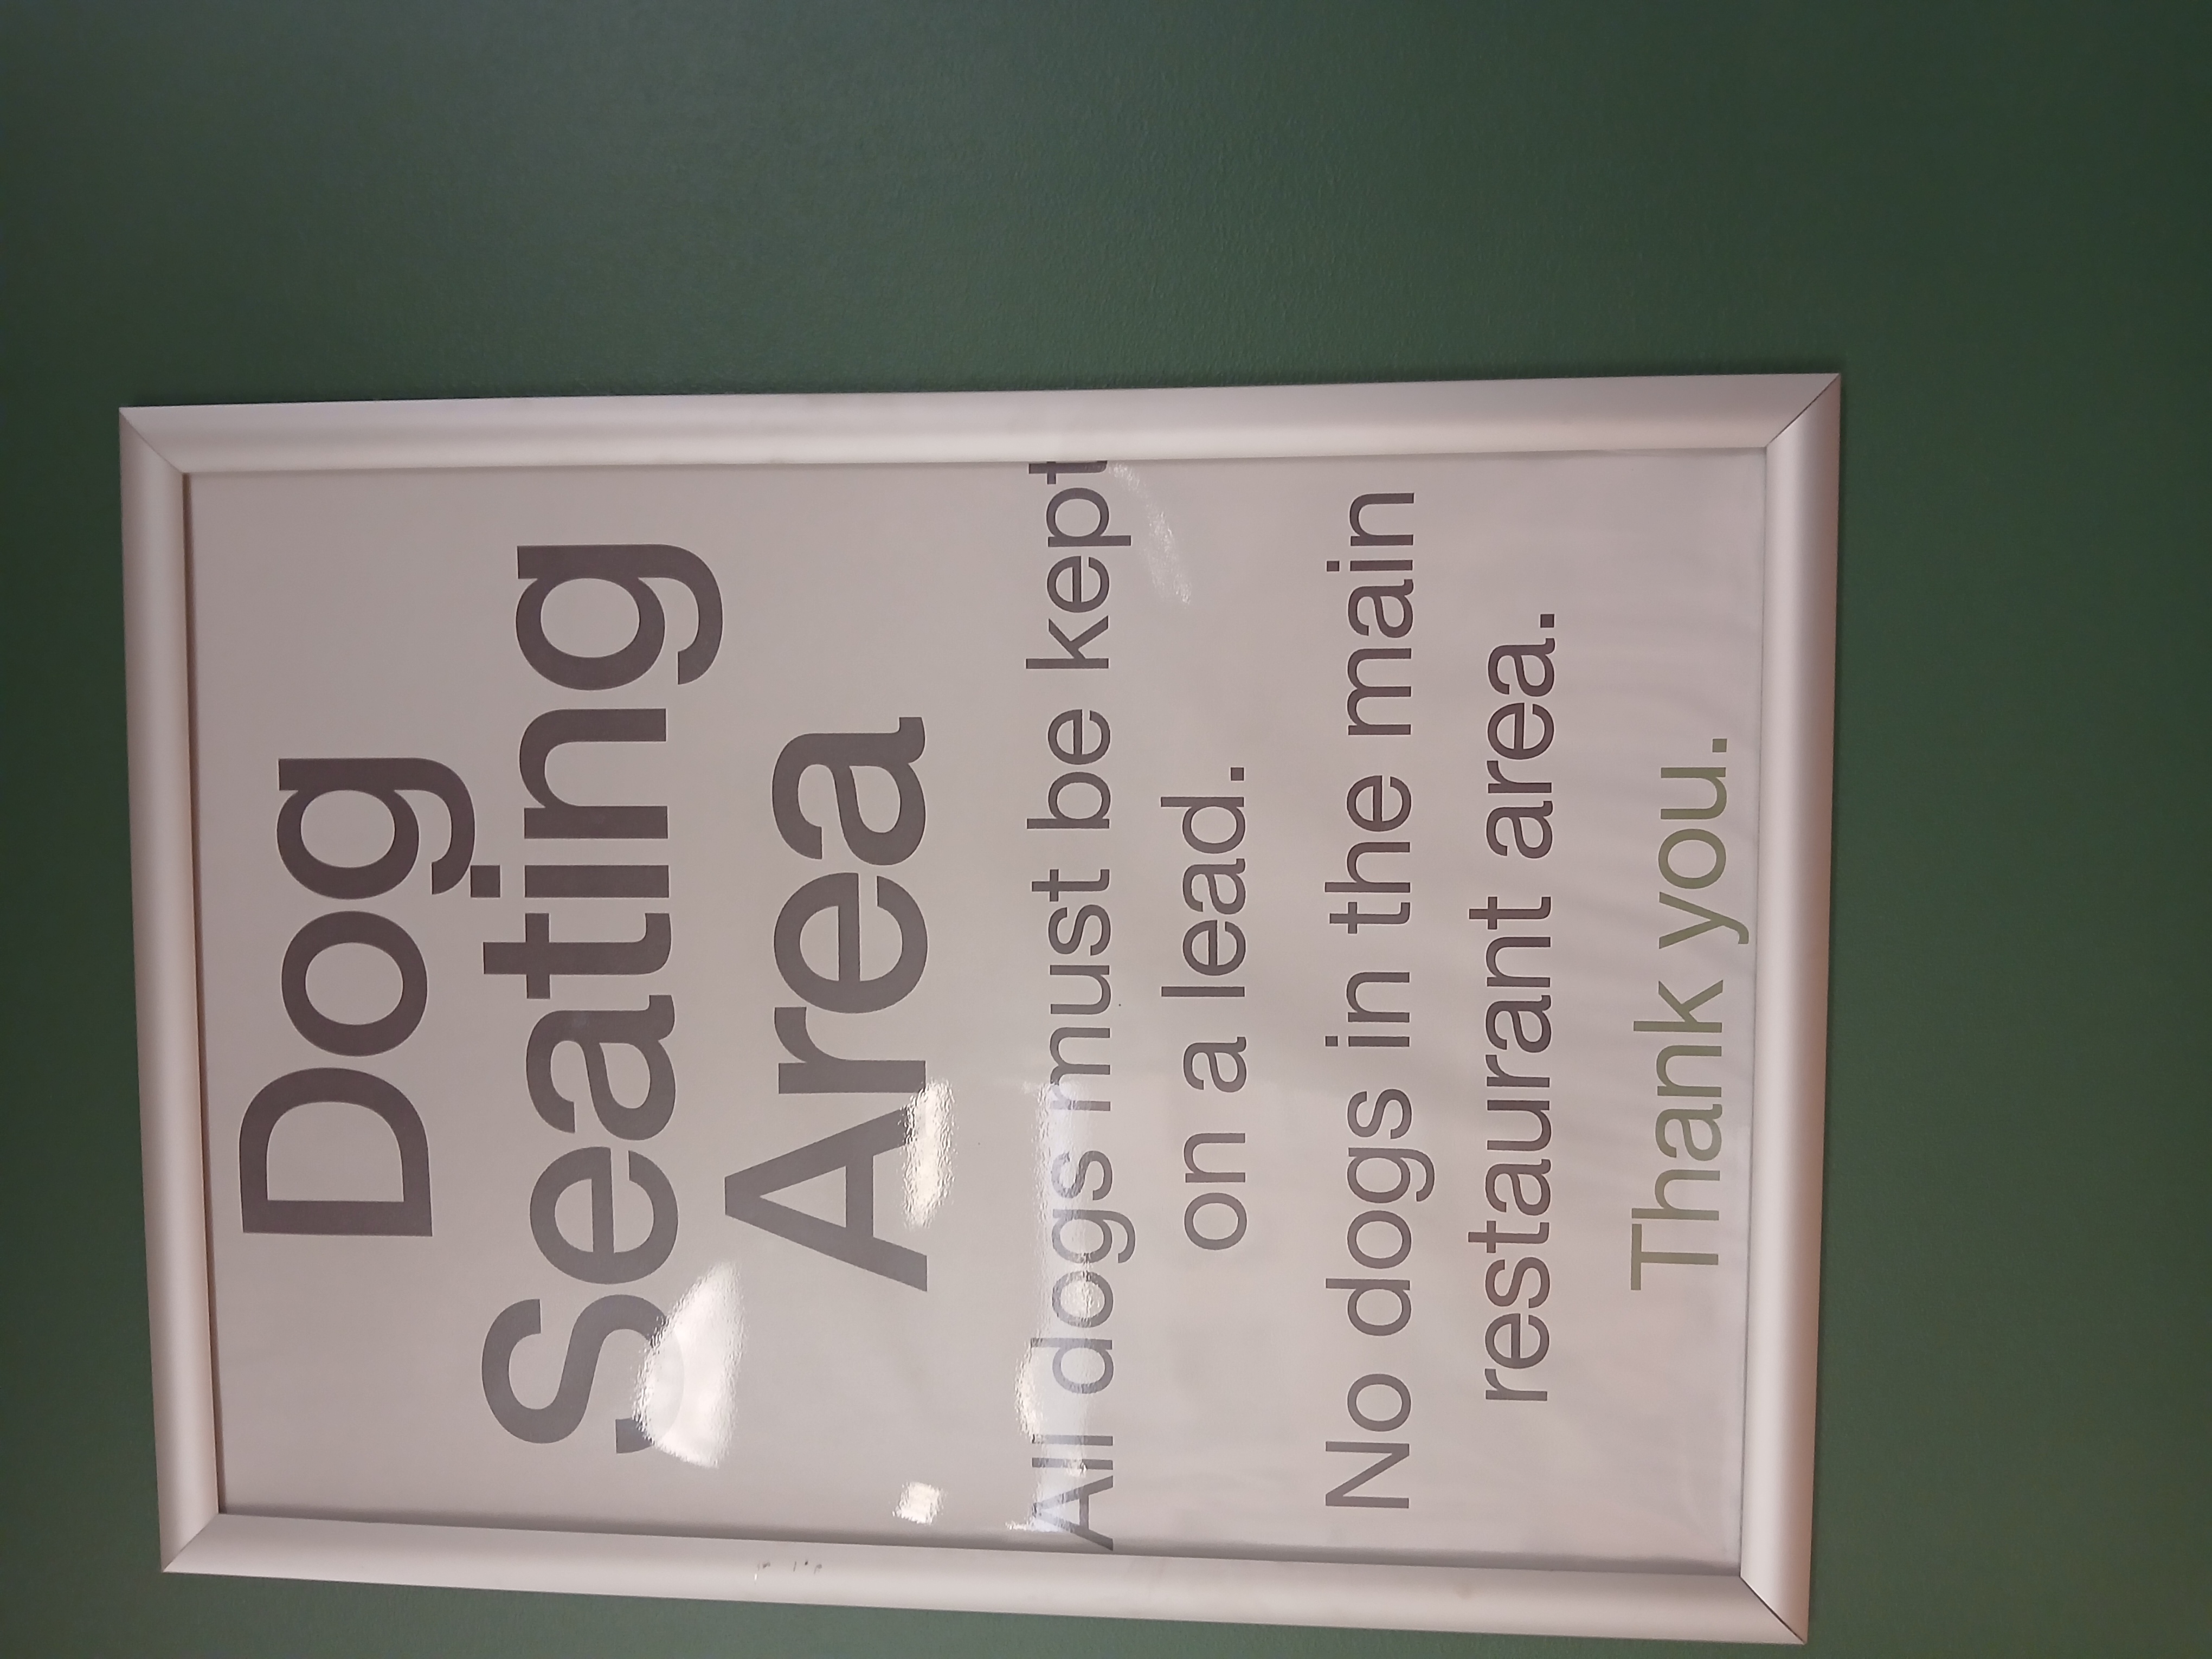 Dog
Seating
Area
All dogs must be kept
on a lead.
No dogs in the main
restaurant area.
Thank you.